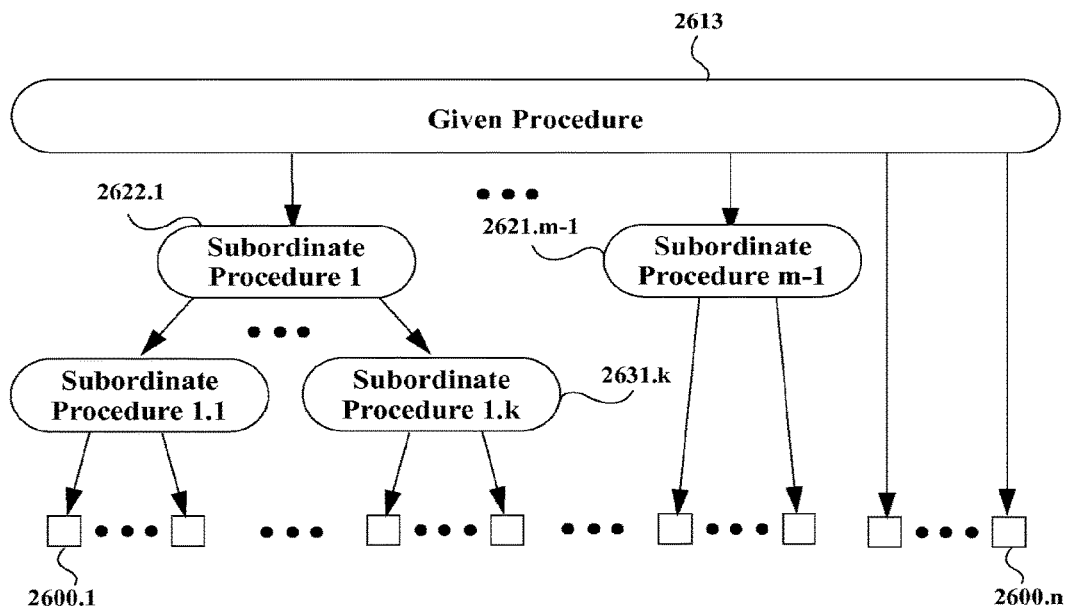 2613
Given Procedure
2622.1
2621.m-1
Subordinate
Procedure 1
Subordinate
Procedure m-1
Subordinate
Procedure 1.1
Subordinate
Procedure 1.k
2631.k
2600.1
2600.n